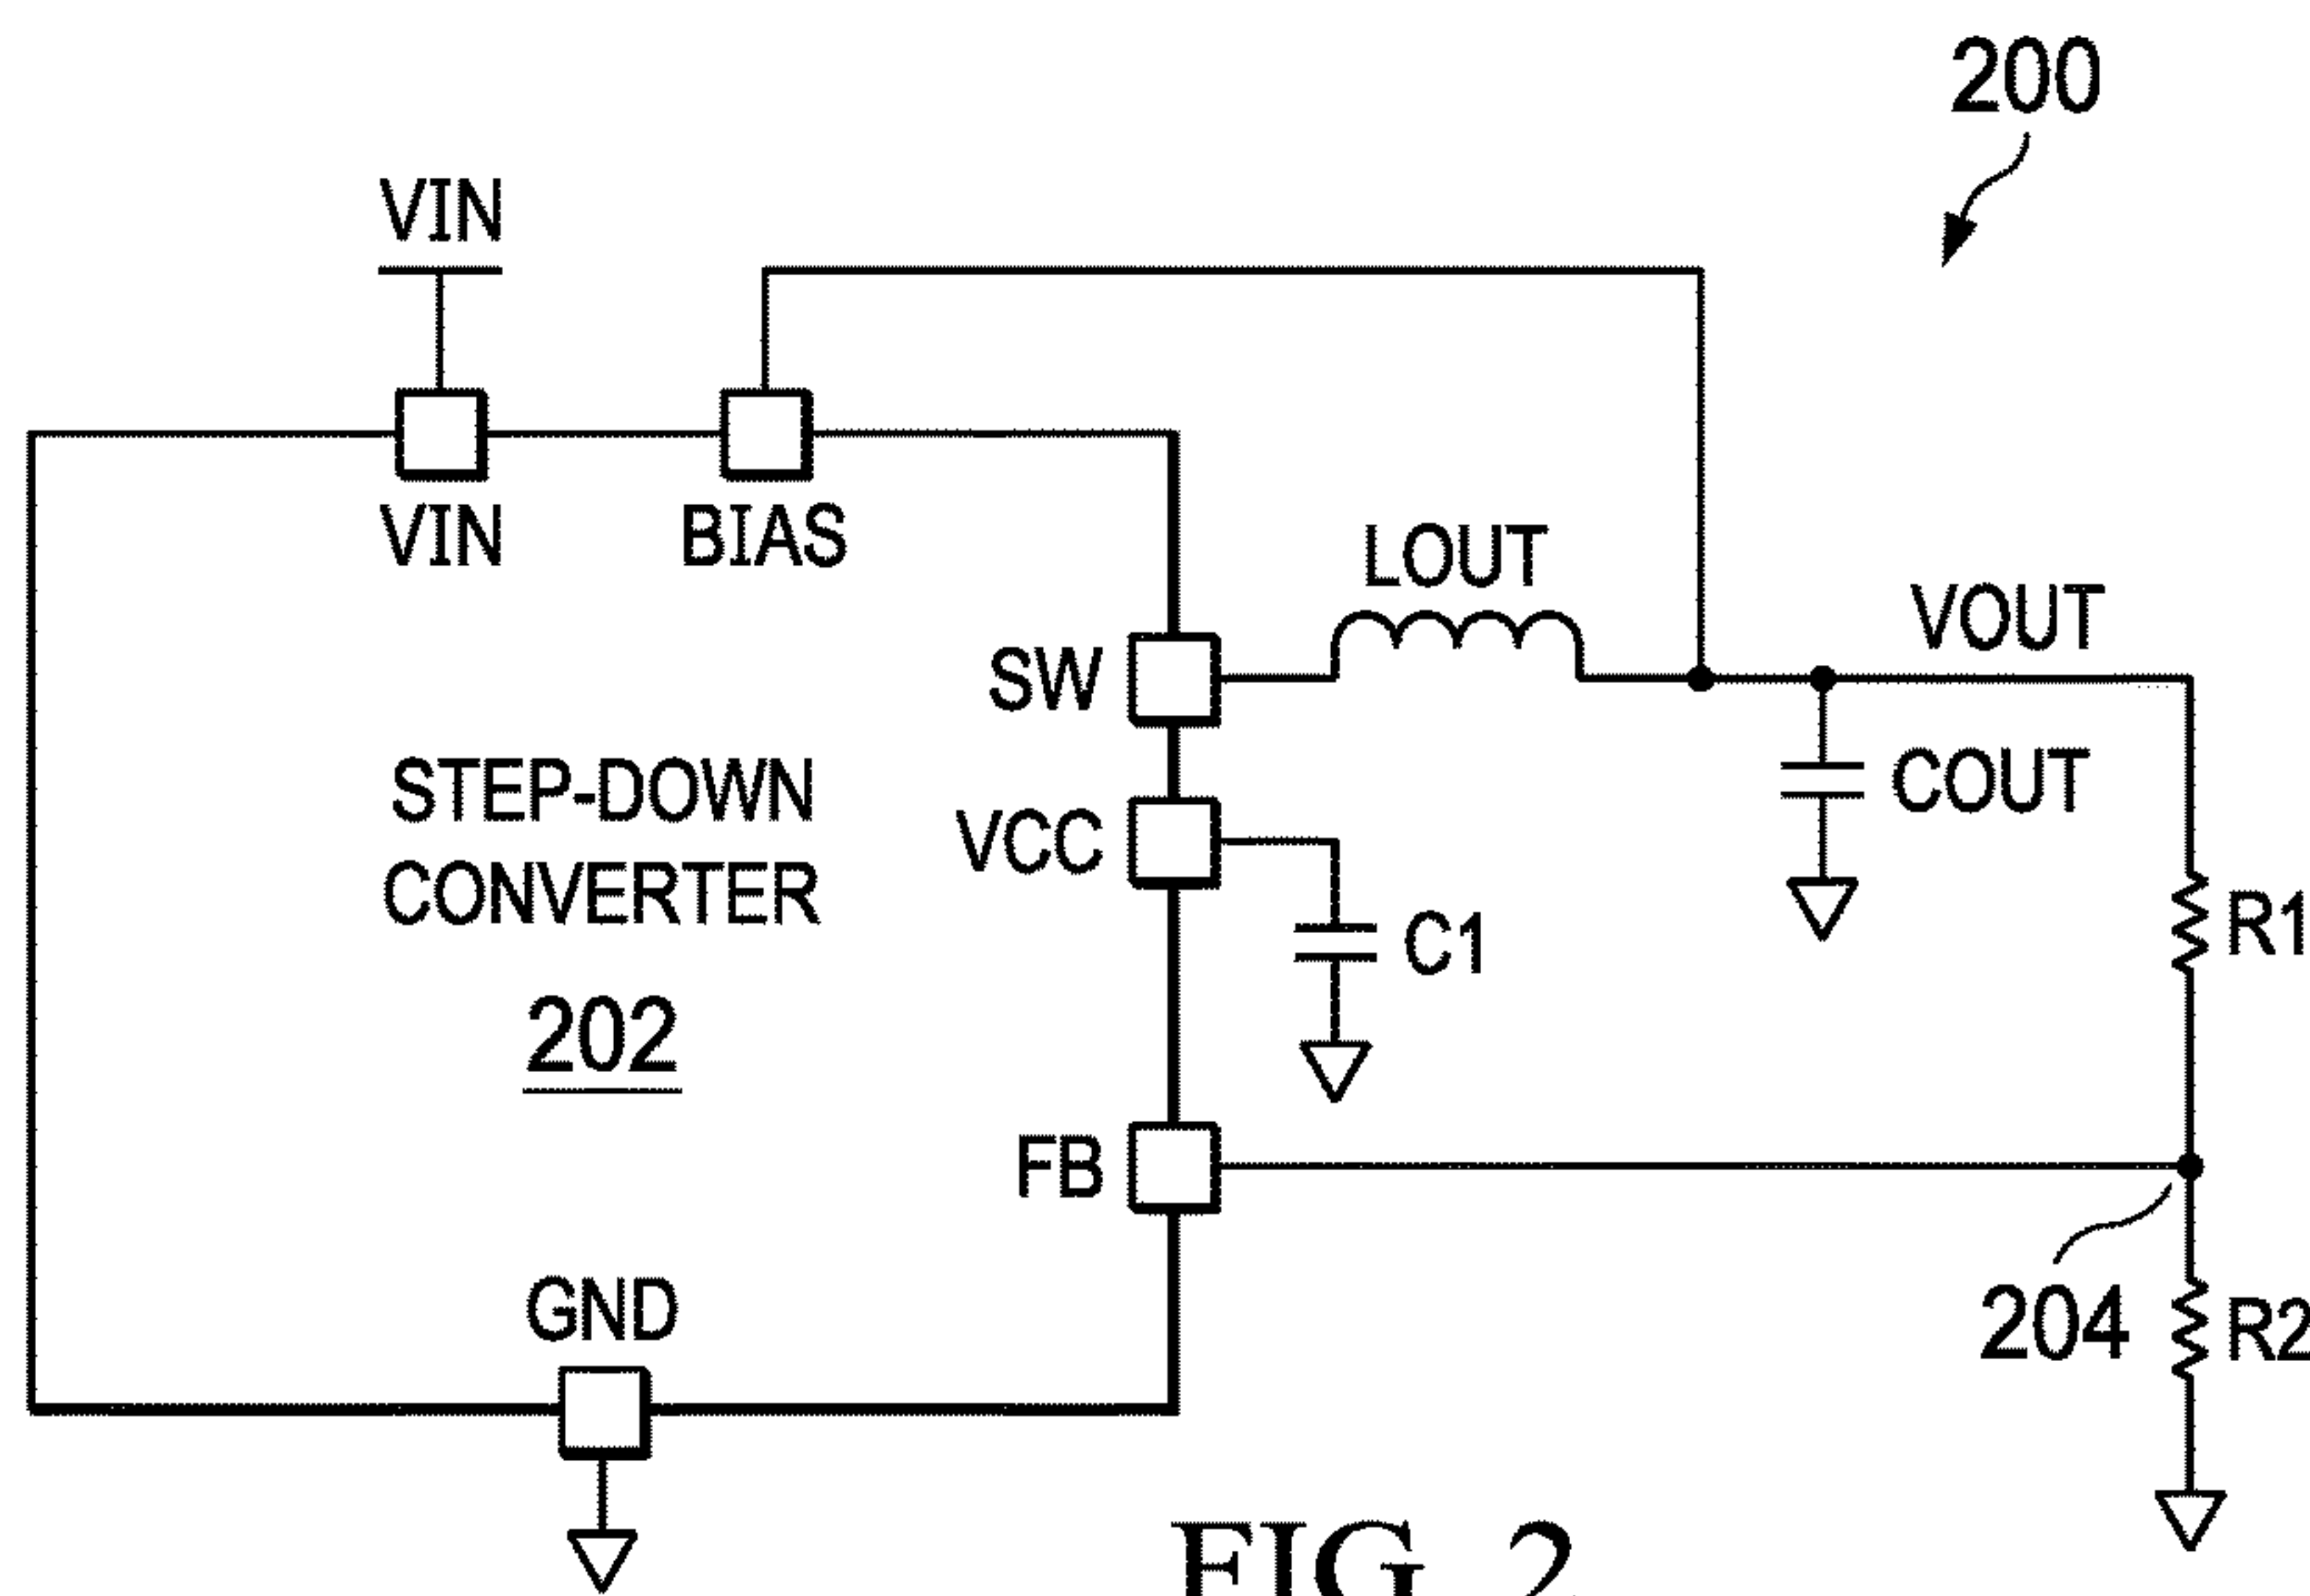 200
VIN
VIN
BIAS
LOUT
VOUT
SW
COUT
STEP-DOWN
CONVERTER
VCC
R1
C1
202
FB
GND
204
R2
FIG. 2